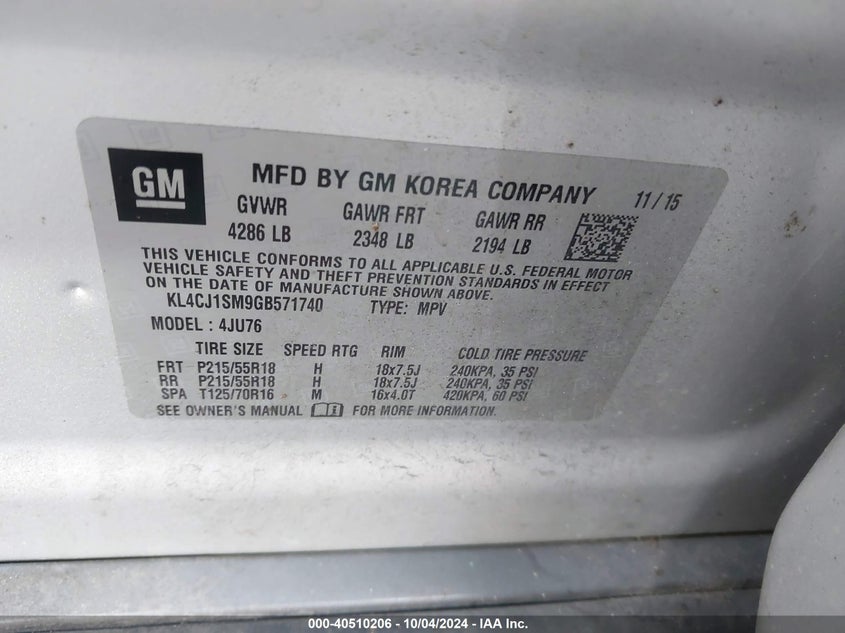 GM
MFD BY GM KOREA COMPANY 11/15
GVWR GAWR FRT GAWR RR
4286 LB 2348 LB 2194 LB
THIS VEHICLE CONFORMS TO ALL APPLICABLE U.S. FEDERAL MOTOR
VEHICLE SAFETY AND THEFT PREVENTION STANDARDS IN EFFECT
ON THE DATE OF MANUFACTURE SHOWN ABOVE.
KL4CJ1SM9GB571740 TYPE: MPV
MODEL : 4JU76
TIRE SIZE SPEED RTG RIM COLD TIRE PRESSURE
FRT P215/55R18 H 18x7.5J 240KPA, 35 PSI
RR P215/55R18 H 18x7.5J 240KPA, 35 PSI
SPA T125/70R16 M 16x4.0T 420KPA, 60 PSI
SEE OWNER'S MANUAL FOR MORE INFORMATION.
000-40510206 - 10/04/2024 - IAA Inc.